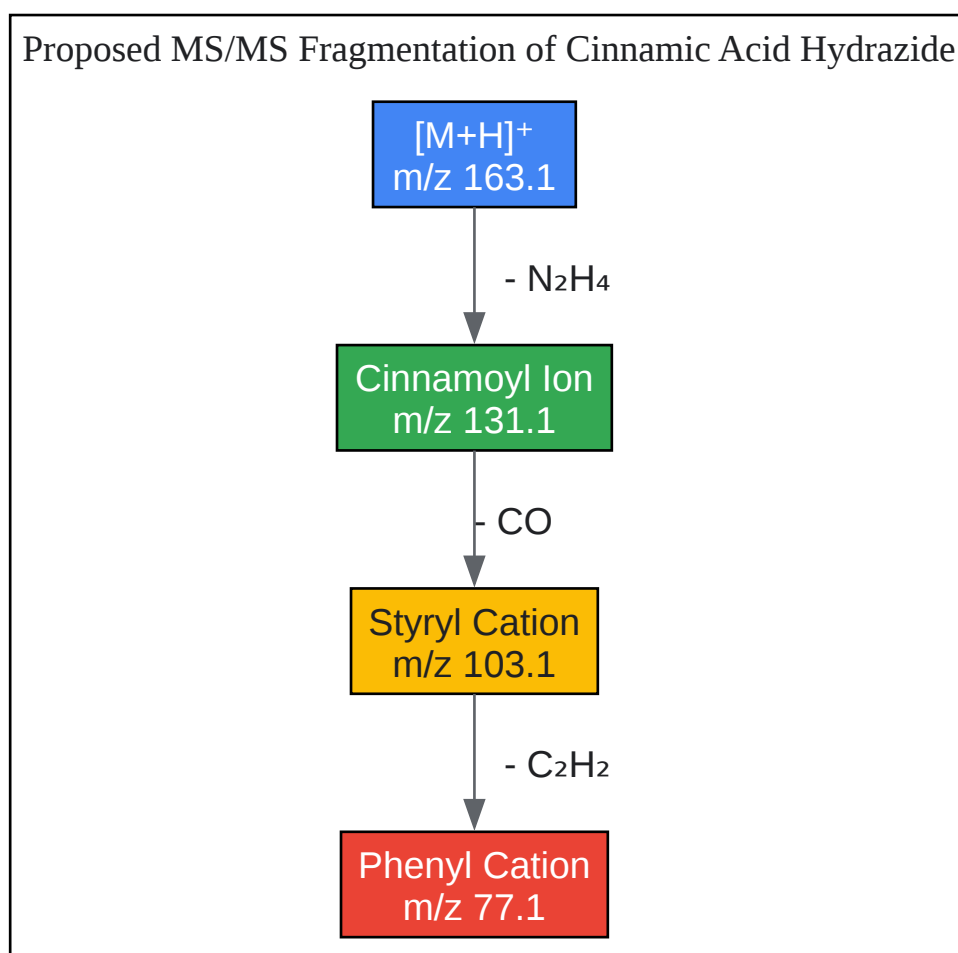 Proposed MS/MS Fragmentation of Cinnamic Acid Hydrazide
[M+H]⁺
m/z 163.1
- N₂H₄
Cinnamoyl Ion
m/z 131.1
- CO
Styryl Cation
m/z 103.1
- C₂H₂
Phenyl Cation
m/z 77.1